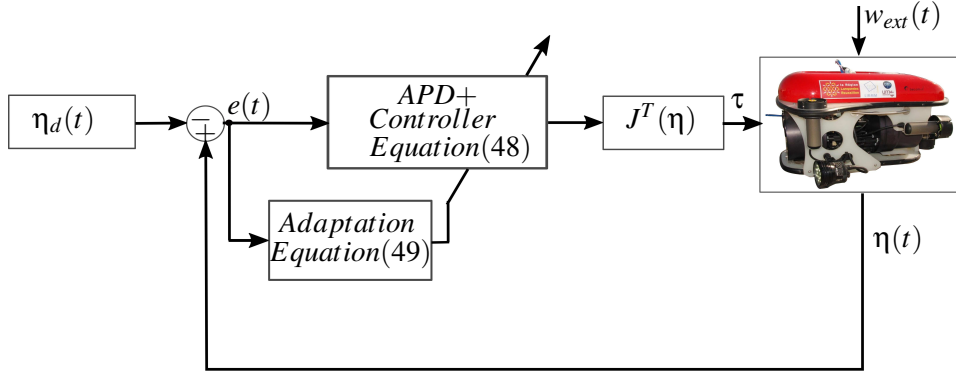 w_ext(t)
η_d(t)
−
+
e(t)
APD+
Controller
Equation(48)
J^T(η)
τ
Adaptation
Equation(49)
η(t)